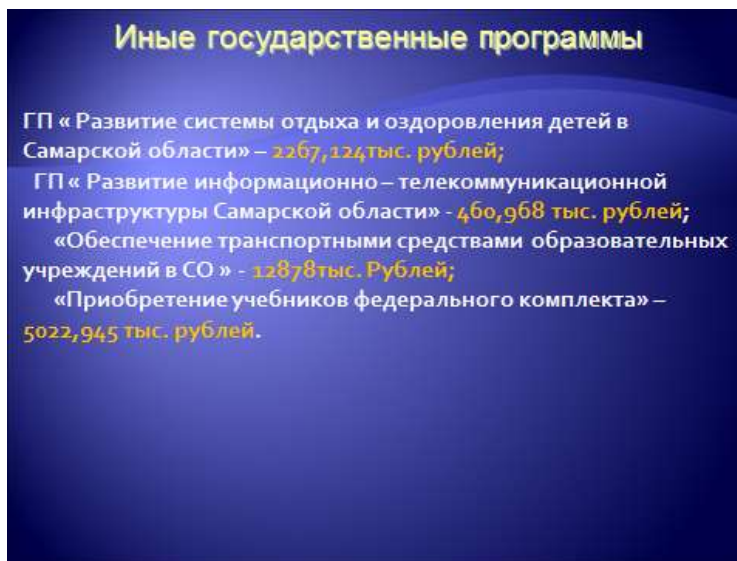 Иные государственные программы
ГП « Развитие системы отдыха и оздоровления детей в
Самарской области» – 2267,124тыс. рублей;
ГП « Развитие информационно – телекоммуникационной
инфраструктуры Самарской области» - 460,968 тыс. рублей;
«Обеспечение транспортными средствами образовательных
учреждений в СО » - 12878тыс. Рублей;
«Приобретение учебников федерального комплекта» –
5022,945 тыс. рублей.